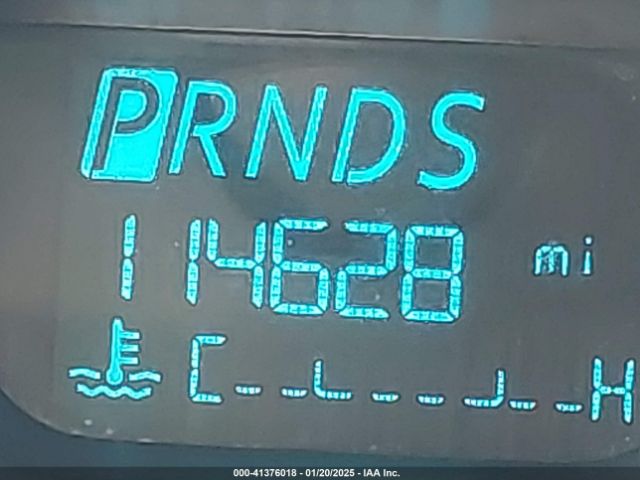 PRNDS
114628 mi
C H
000-41376018 - 01/20/2025 - IAA Inc.